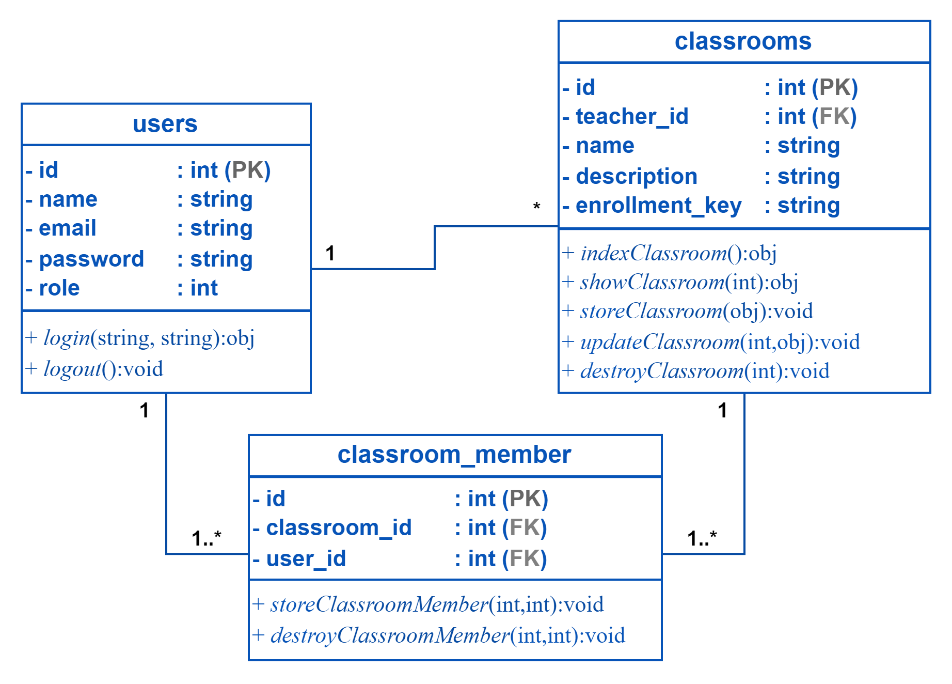 users
- id : int (PK)
- name : string
- email : string
- password : string
- role : int
+ login(string, string):obj
+ logout():void
1
*
classrooms
- id : int (PK)
- teacher_id : int (FK)
- name : string
- description : string
- enrollment_key : string
+ indexClassroom():obj
+ showClassroom(int):obj
+ storeClassroom(obj):void
+ updateClassroom(int,obj):void
+ destroyClassroom(int):void
1
1
classroom_member
- id : int (PK)
- classroom_id : int (FK)
- user_id : int (FK)
+ storeClassroomMember(int,int):void
+ destroyClassroomMember(int,int):void
1..*
1..*